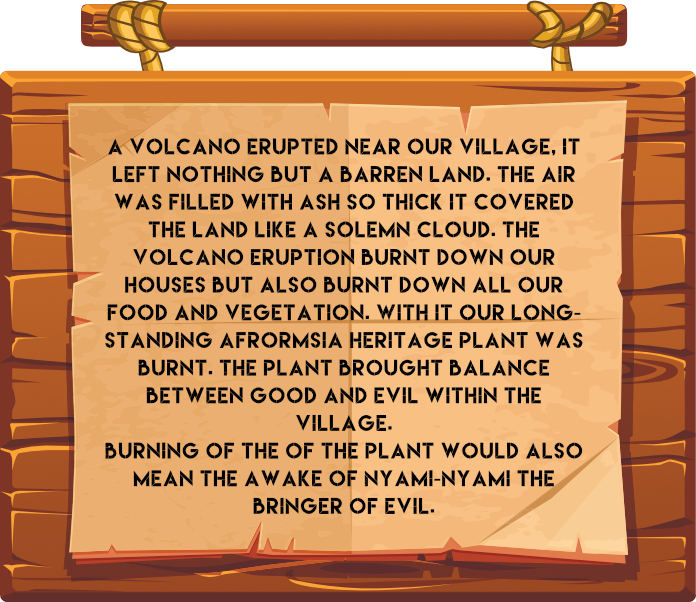 A VOLCANO ERUPTED NEAR OUR VILLAGE, IT
LEFT NOTHING BUT A BARREN LAND. THE AIR
WAS FILLED WITH ASH SO THICK IT COVERED
THE LAND LIKE A SOLEMN CLOUD. THE
VOLCANO ERUPTION BURNT DOWN OUR
HOUSES BUT ALSO BURNT DOWN ALL OUR
FOOD AND VEGETATION. WITH IT OUR LONG-
STANDING AFRORMSIA HERITAGE PLANT WAS
BURNT. THE PLANT BROUGHT BALANCE
BETWEEN GOOD AND EVIL WITHIN THE
VILLAGE.
BURNING OF THE OF THE PLANT WOULD ALSO
MEAN THE AWAKE OF NYAMI-NYAMI THE
BRINGER OF EVIL.